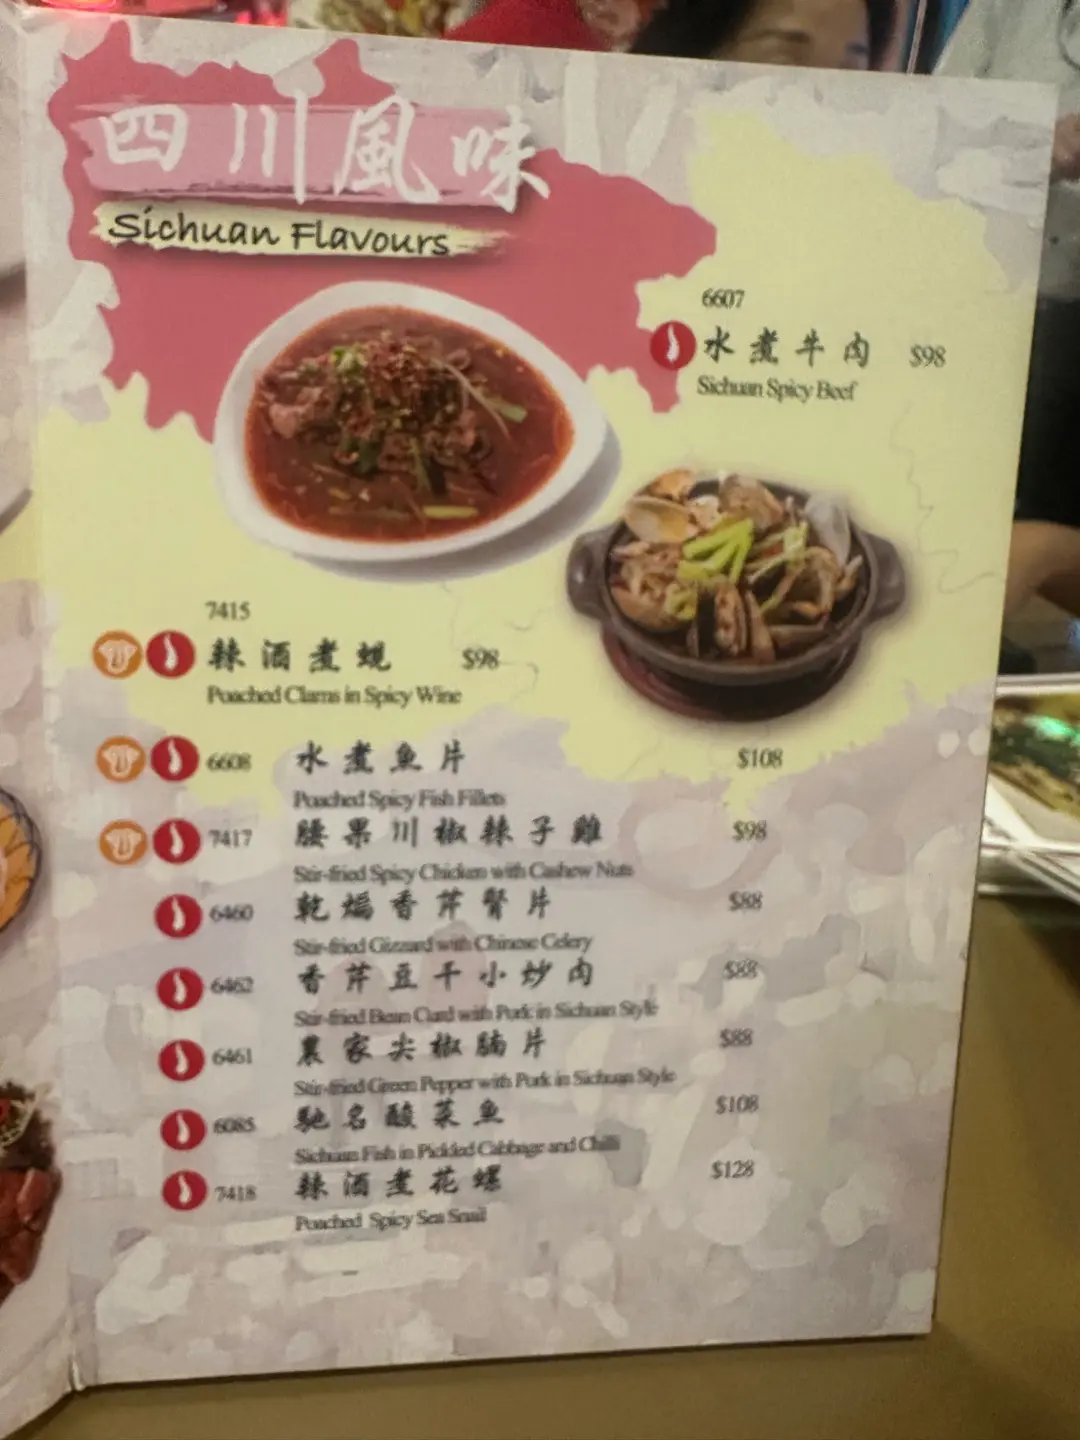 四川風味
Sichuan Flavours
6607
水煮牛肉 $98
Sichuan Spicy Beef
7415
辣酒煮蜆 $98
Poached Clams in Spicy Wine
6608 水煮魚片 $108
Poached Spicy Fish Fillets
7417 腰果川椒辣子雞 $98
Stir-fried Spicy Chicken with Cashew Nuts
6460 乾煸香芹腎片 $88
Stir-fried Gizzard with Chinese Celery
6462 香芹豆干小炒肉 $88
Stir-fried Bean Curd with Pork in Sichuan Style
6461 農家尖椒腩片 $88
Stir-fried Green Pepper with Pork in Sichuan Style
6085 馳名酸菜魚 $108
Sichuan Fish in Pickled Cabbage and Chilli
7418 辣酒煮花螺 $128
Poached Spicy Sea Snail